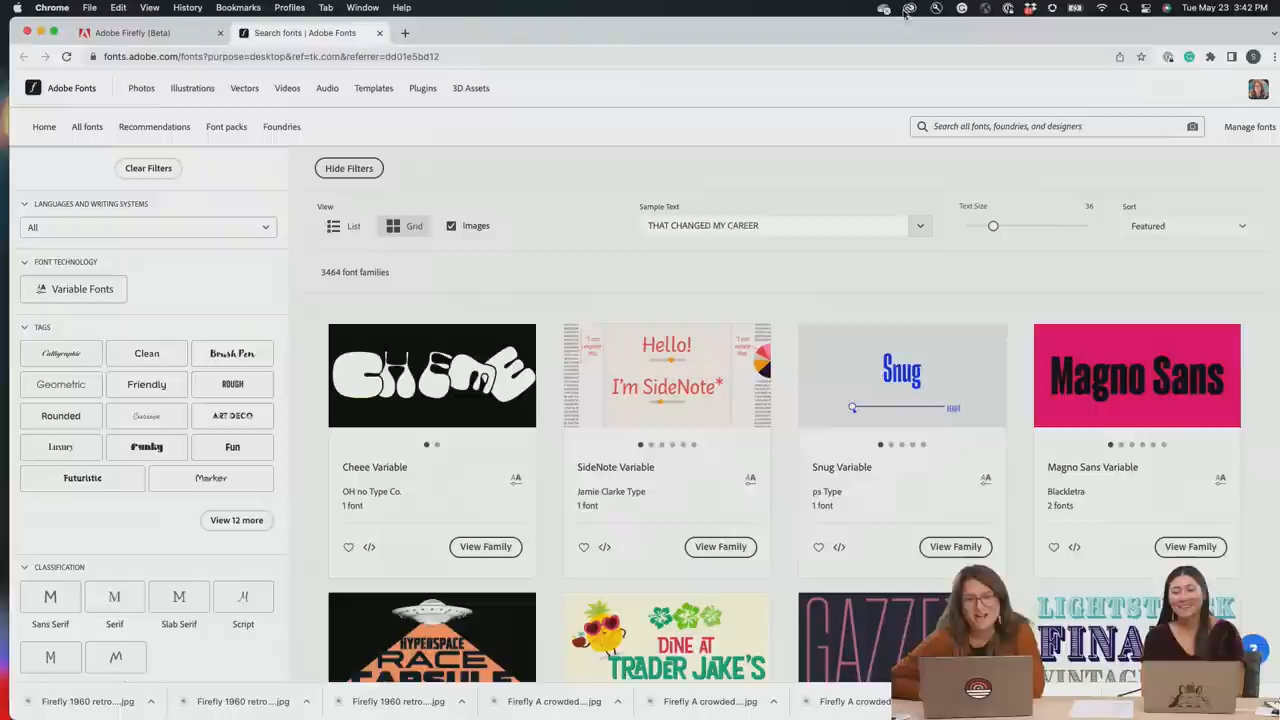 Chrome File Edit View History Bookmarks Profiles Tab Window Help Tue May 23 3:42 PM
Adobe Firefly (Beta) Search fonts | Adobe Fonts
fonts.adobe.com/fonts?purpose=desktop&ref=tk.com&referrer=dd01e5bd12 S
Adobe Fonts Photos Illustrations Vectors Videos Audio Templates Plugins 3D Assets
Home All fonts Recommendations Font packs Foundries Search all fonts, foundries, and designers Manage fonts
Clear Filters Hide Filters
LANGUAGES AND WRITING SYSTEMS View Sample Text Text Size 36 Sort
All List Grid Images THAT CHANGED MY CAREER Featured
FONT TECHNOLOGY
3464 font families
Variable Fonts
TAGS
Calligraphic Clean Brush Pen
Geometric Friendly ROUGH
Rounded ART DECO
Luxury Funky Fun
Futuristic Marker
View 12 more
CLASSIFICATION
M M M M
Sans Serif Serif Slab Serif Script
M M
CHEEE
Hello!
I'm SideNote*
Snug
Magno Sans
Cheee Variable SideNote Variable Snug Variable Magno Sans Variable
OH no Type Co. Jamie Clarke Type ps Type Blackletra
1 font 1 font 1 font 2 fonts
View Family View Family View Family View Family
HYPERSPACE
RACE
CAPSULE
DINE AT
TRADER JAKE'S
GAZZE
FINA
VINTAG
Firefly 1960 retro....jpg Firefly 1960 retro....jpg Firefly 1960 retro....jpg Firefly A crowded....jpg Firefly A crowded....jpg Firefly A crowded